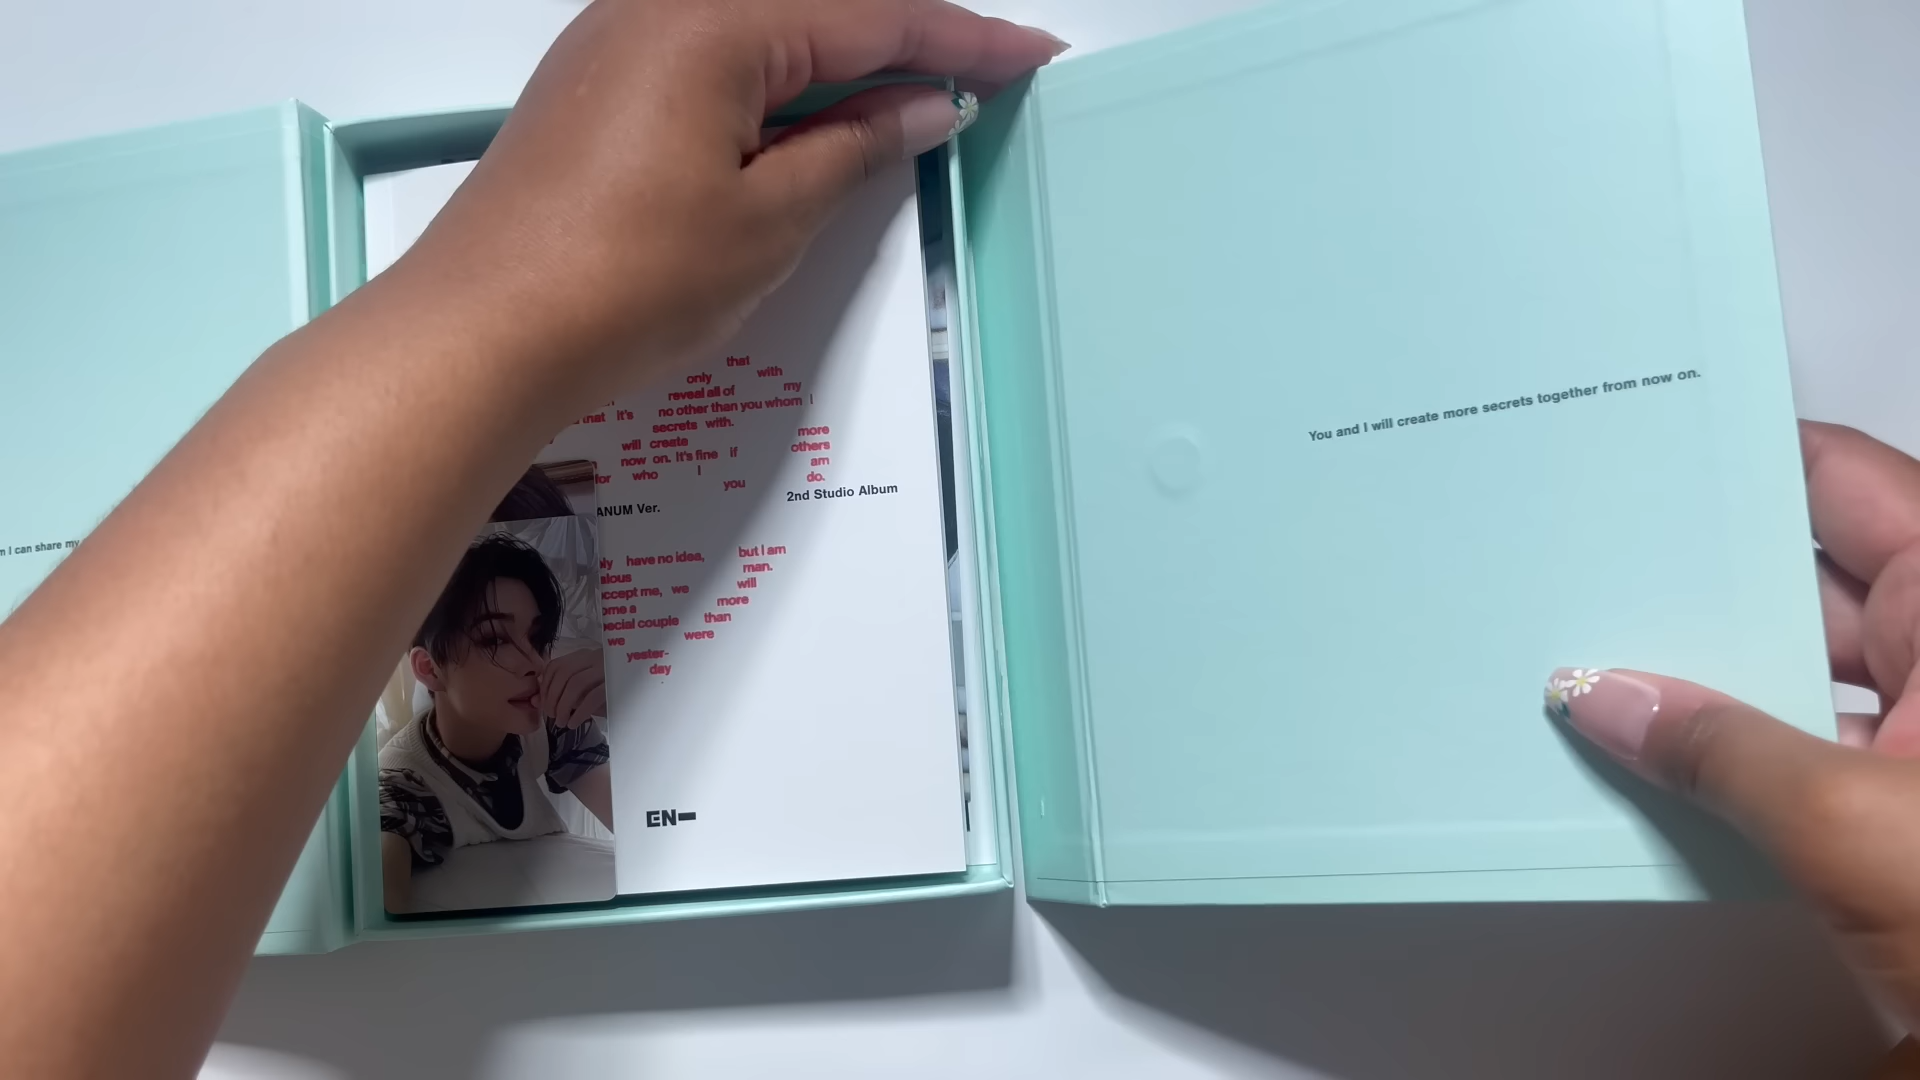 I can share my
that
only with
reveal all of my
that it's no other than you whom I
secrets with.
will create more
now on. It's fine if others
for who I am
you do.
ANUM Ver. 2nd Studio Album
have no idea, but I am
man.
accept me, we will
more
couple than
we were
yester-
day
EN-
You and I will create more secrets together from now on.